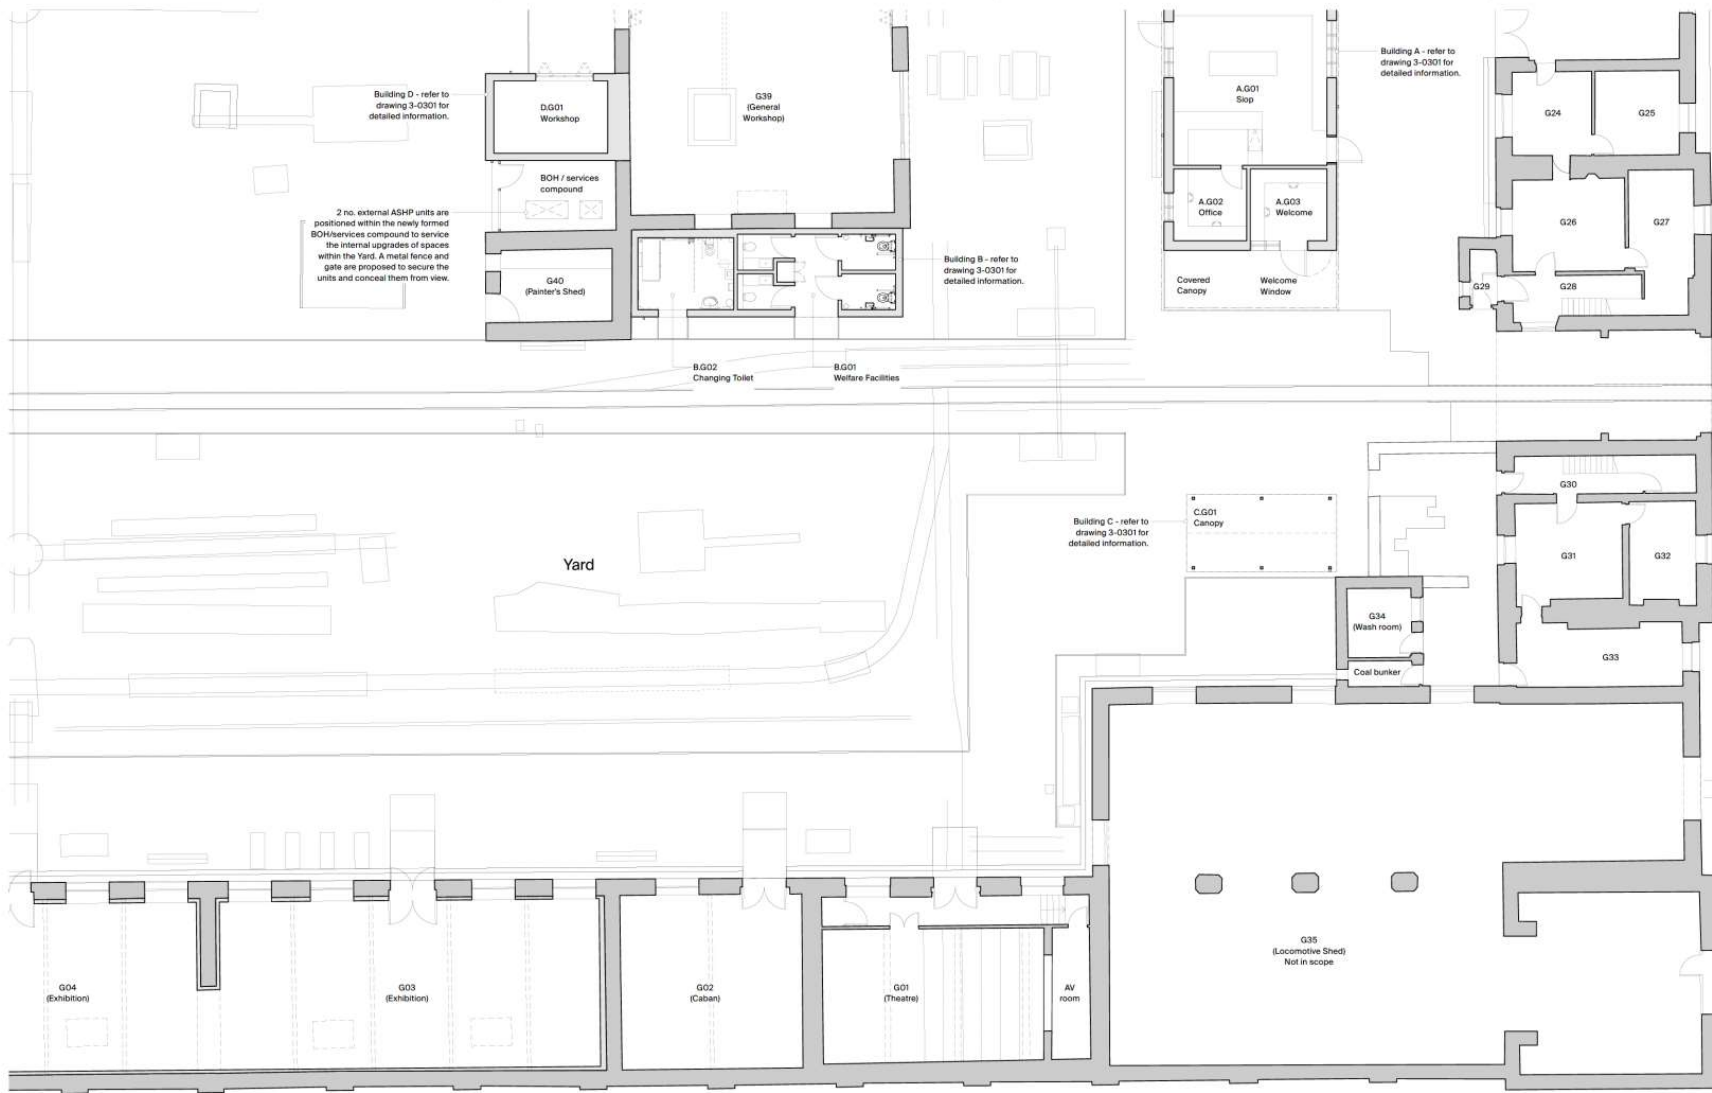 Building D - refer to
drawing 3-0301 for
detailed information.
D.G01
Workshop
G39
(General
Workshop)
A.G01
Siop
Building A - refer to
drawing 3-0301 for
detailed information.
G24
G25
BOH / services
compound
2 no. external ASHP units are
positioned within the newly formed
BOH/services compound to service
the internal upgrades of spaces
within the Yard. A metal fence and
gate are proposed to secure the
units and conceal them from view.
A.G02
Office
A.G03
Welcome
G26
G27
G40
(Painter's Shed)
Building B - refer to
drawing 3-0301 for
detailed information.
Covered
Canopy
Welcome
Window
G29
G28
B.G02
Changing Toilet
B.G01
Welfare Facilities
G30
Building C - refer to
drawing 3-0301 for
detailed information.
C.G01
Canopy
Yard
G31
G32
G34
(Wash room)
Coal bunker
G33
G35
(Locomotive Shed)
Not in scope
G04
(Exhibition)
G03
(Exhibition)
G02
(Caban)
G01
(Theatre)
AV
room